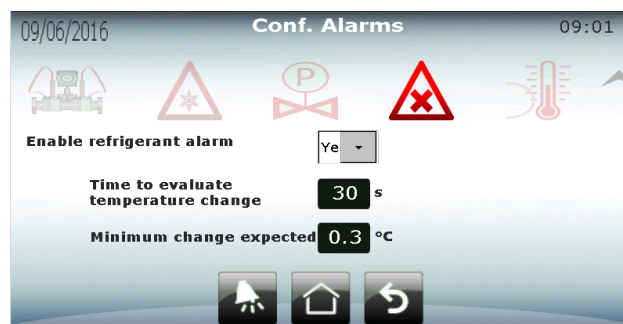 09/06/2016 Conf. Alarms 09:01
P
Enable refrigerant alarm Ye
Time to evaluate
temperature change 30 s
Minimum change expected 0.3 °C